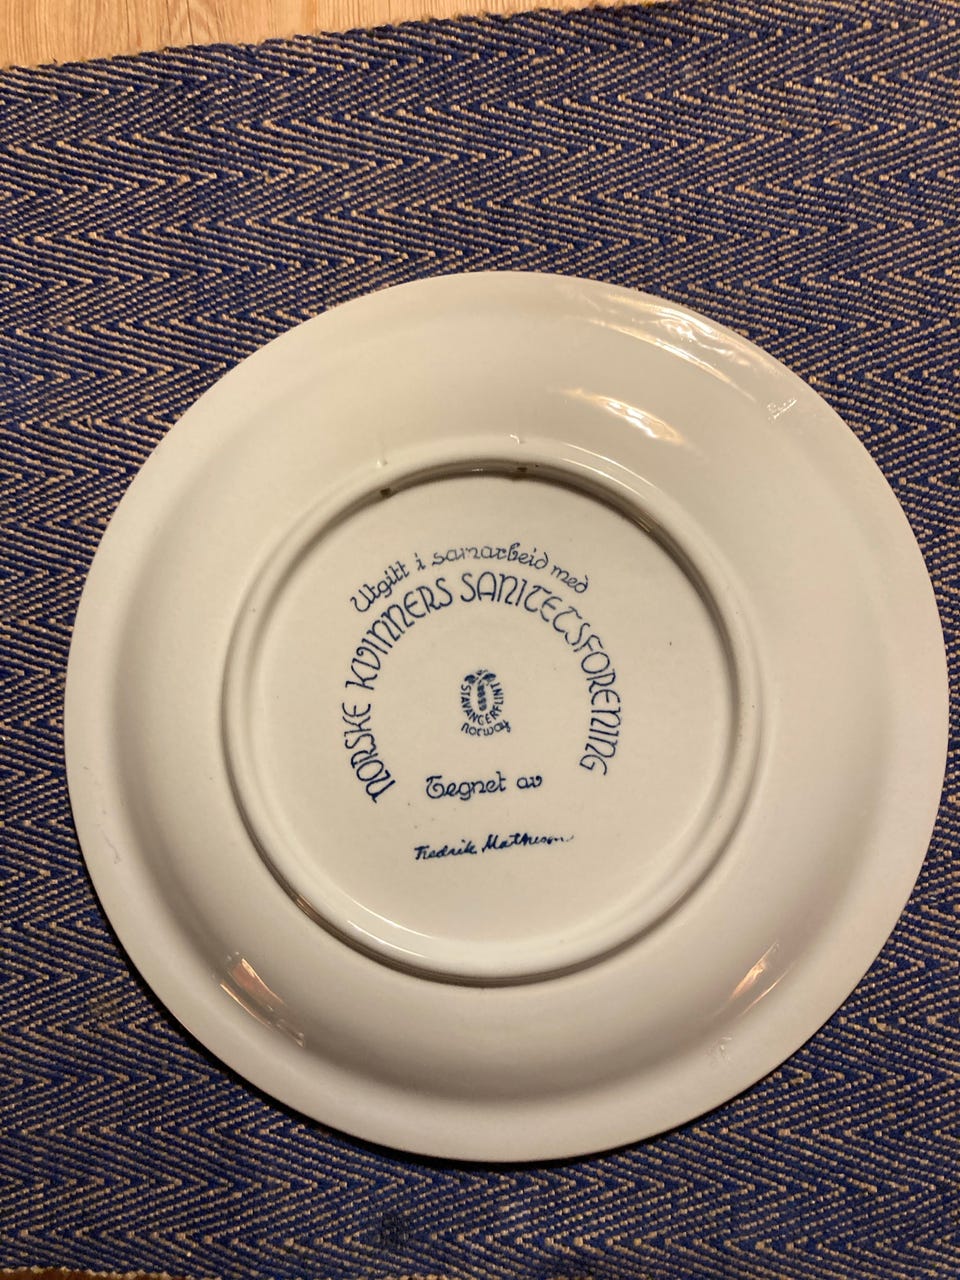 Utgitt i samarbeid med
NORSKE KVINNERS SANITETSFORENING
STAVANGERFLINT
norway
Tegnet av
Fredrik Matheson